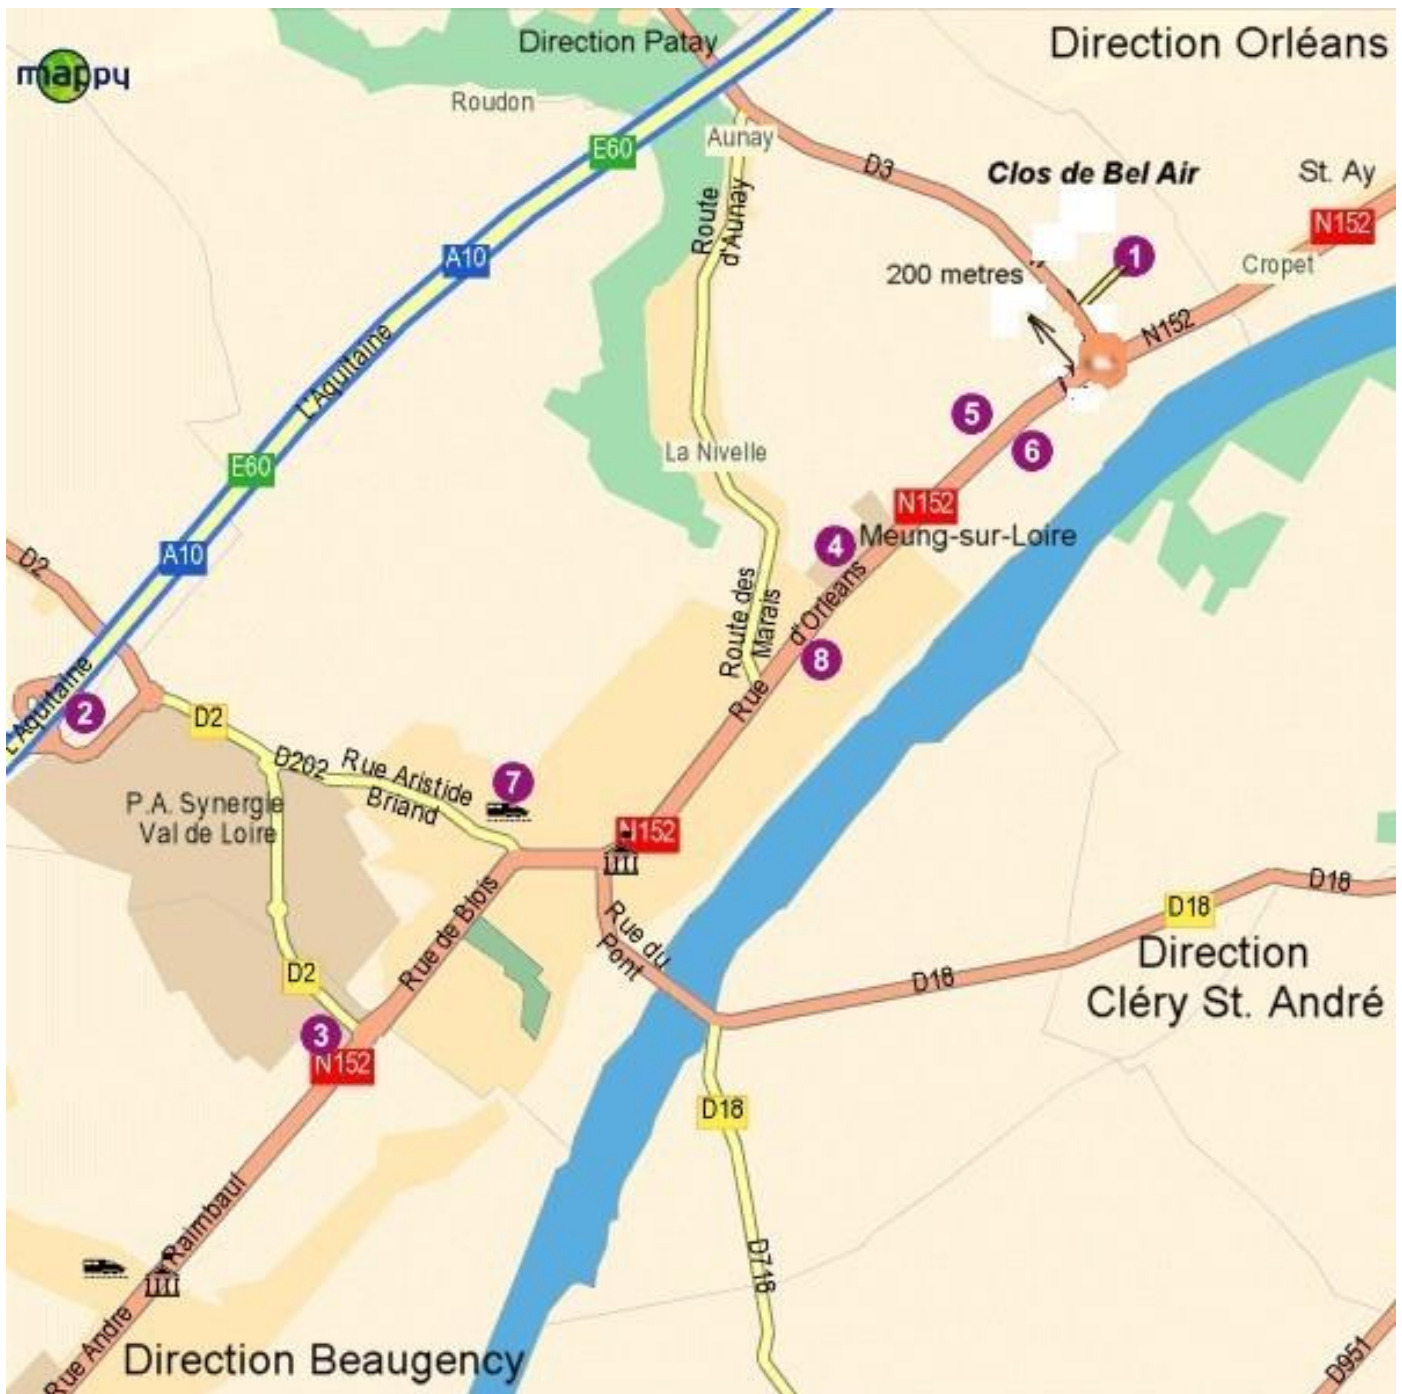 Direction Patay
Direction Orléans
mappy
Roudon
Aunay
E60
D3
Clos de Bel Air
St. Ay
N152
Route
d'Aunay
A10
200 metres
1
Cropet
N152
L'Aquitaine
5
6
E60
La Nivelle
N152
Meung-sur-Loire
4
A10
D2
Route des
Marais
Rue
d'Orleans
8
L'Aquitaine
2
D2
D202
Rue Aristide
Briand
7
P.A. Synergie
Val de Loire
N152
D18
D18
Rue de Blois
Rue du
Pont
Direction
Cléry St. André
D18
D2
3
N152
D18
Raimbaul
D718
Rue Andre
Direction Beaugency
D951